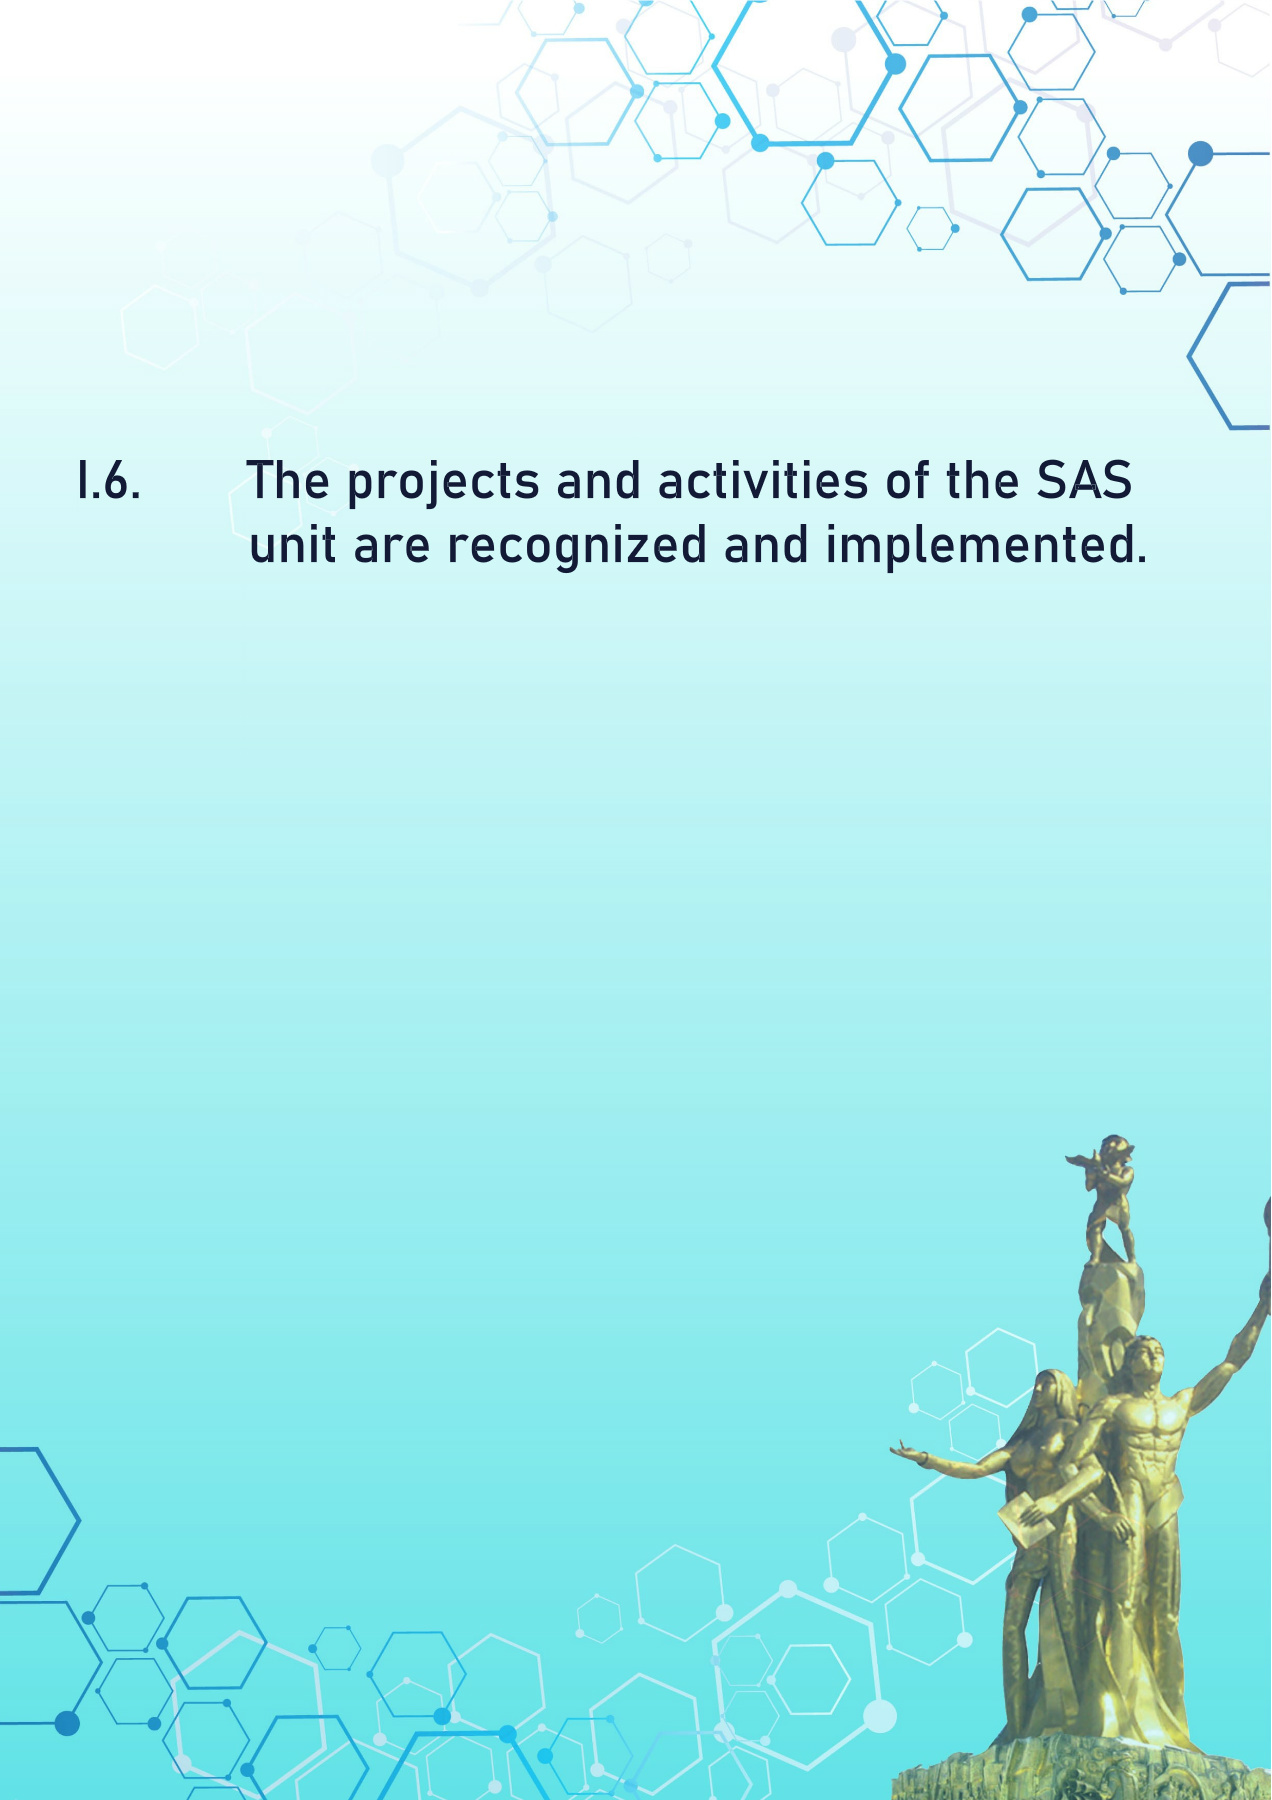 I.6. The projects and activities of the SAS
unit are recognized and implemented.